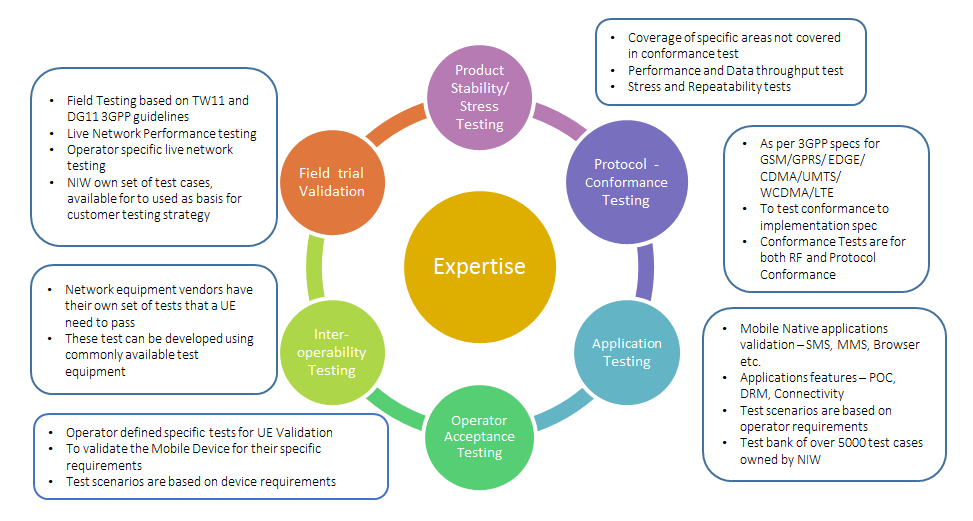 Product
Stability/
Stress
Testing
• Coverage of specific areas not covered
in conformance test
• Performance and Data throughput test
• Stress and Repeatability tests
Protocol -
Conformance
Testing
• As per 3GPP specs for
GSM/GPRS/ EDGE/
CDMA/UMTS/
WCDMA/LTE
• To test conformance to
implementation spec
• Conformance Tests are for
both RF and Protocol
Conformance
Application
Testing
• Mobile Native applications
validation – SMS, MMS, Browser
etc.
• Applications features – POC,
DRM, Connectivity
• Test scenarios are based on
operator requirements
• Test bank of over 5000 test cases
owned by NIW
Operator
Acceptance
Testing
• Operator defined specific tests for UE Validation
• To validate the Mobile Device for their specific
requirements
• Test scenarios are based on device requirements
Inter-
operability
Testing
• Network equipment vendors have
their own set of tests that a UE
need to pass
• These test can be developed using
commonly available test
equipment
Field trial
Validation
• Field Testing based on TW11 and
DG11 3GPP guidelines
• Live Network Performance testing
• Operator specific live network
testing
• NIW own set of test cases,
available for to used as basis for
customer testing strategy
Expertise